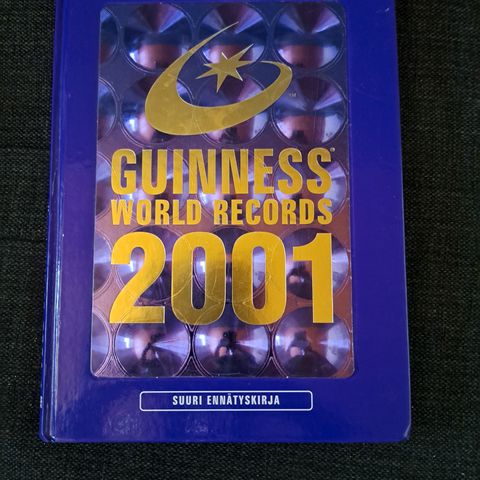 GUINNESS®
WORLD RECORDS
2001
SUURI ENNÄTYSKIRJA